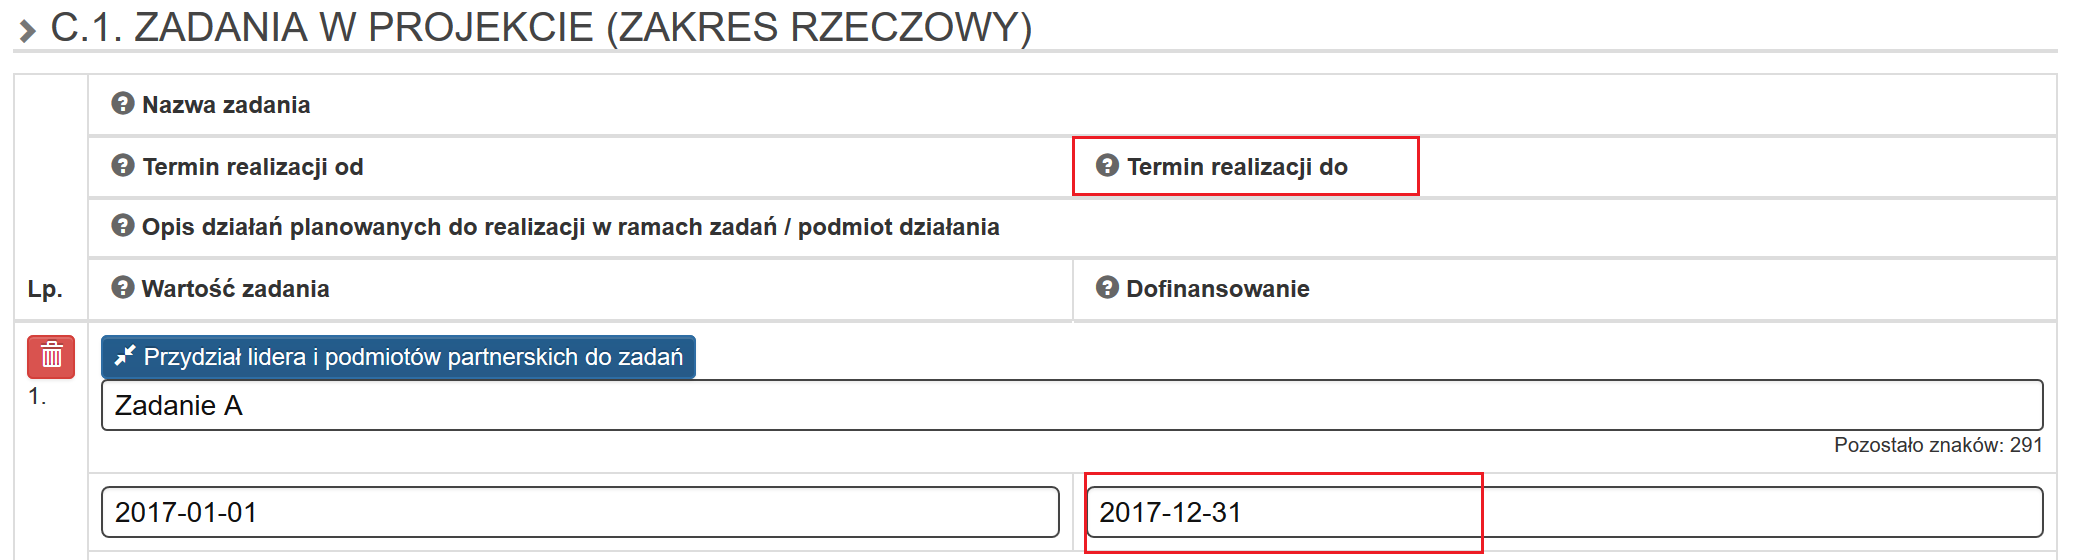 C.1. ZADANIA W PROJEKCIE (ZAKRES RZECZOWY)
Nazwa zadania
Termin realizacji od
Termin realizacji do
Opis działań planowanych do realizacji w ramach zadań / podmiot działania
Lp.
Wartość zadania
Dofinansowanie
Przydział lidera i podmiotów partnerskich do zadań
1.
Zadanie A
Pozostało znaków: 291
2017-01-01
2017-12-31